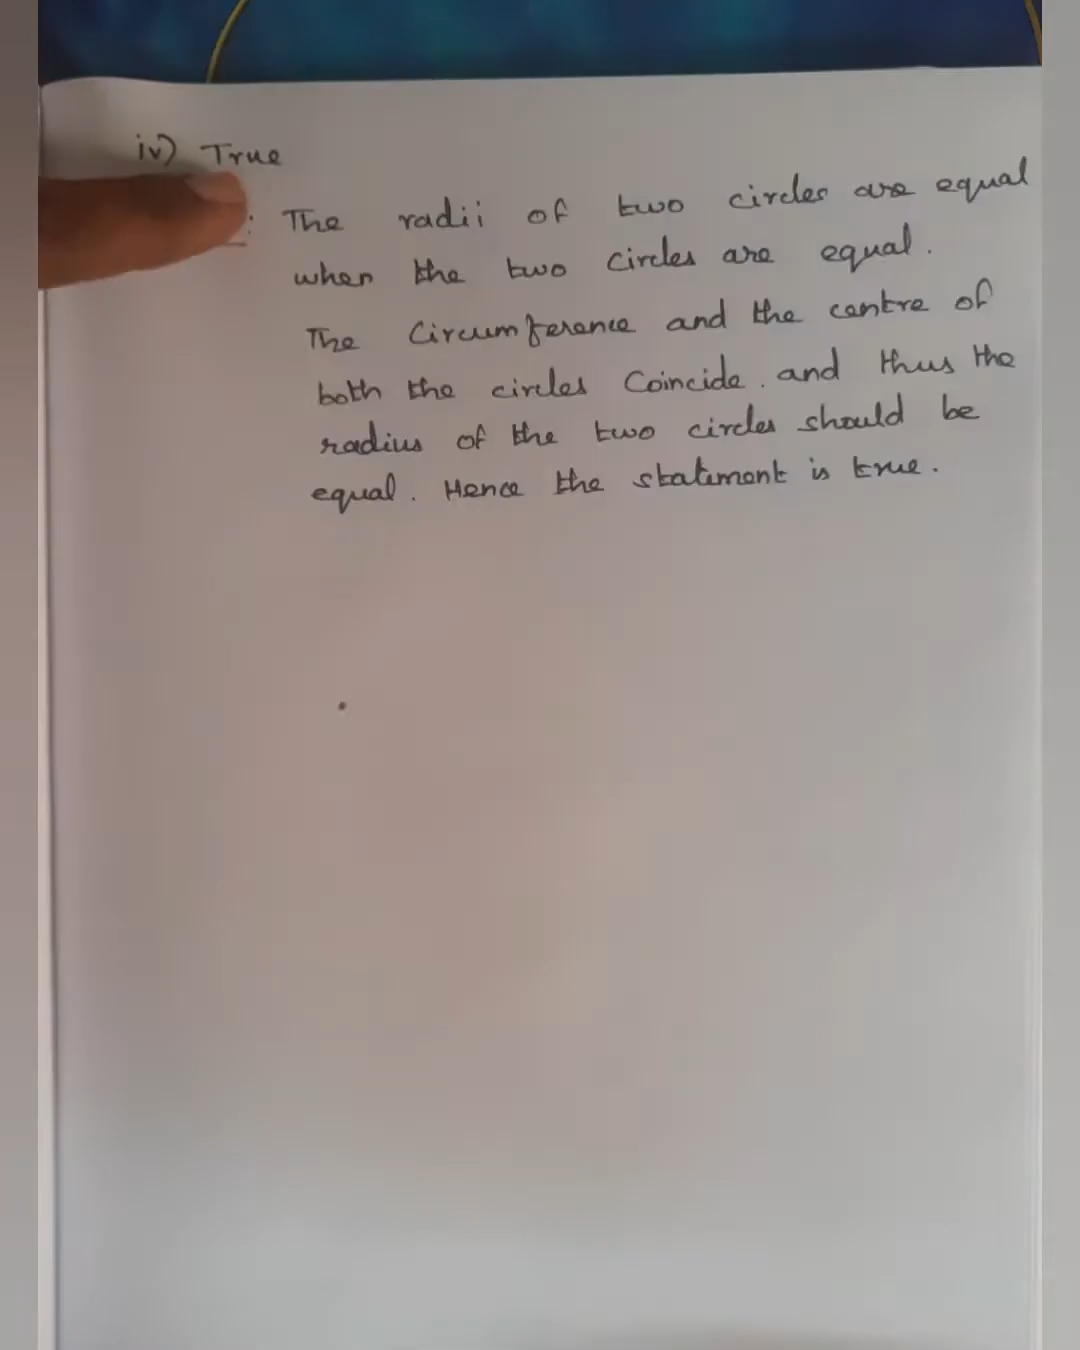 iv) True
: The radii of two circles are equal
when the two circles are equal.
The Circumference and the centre of
both the circles Coincide. and thus the
radius of the two circles should be
equal. Hence the statement is true.